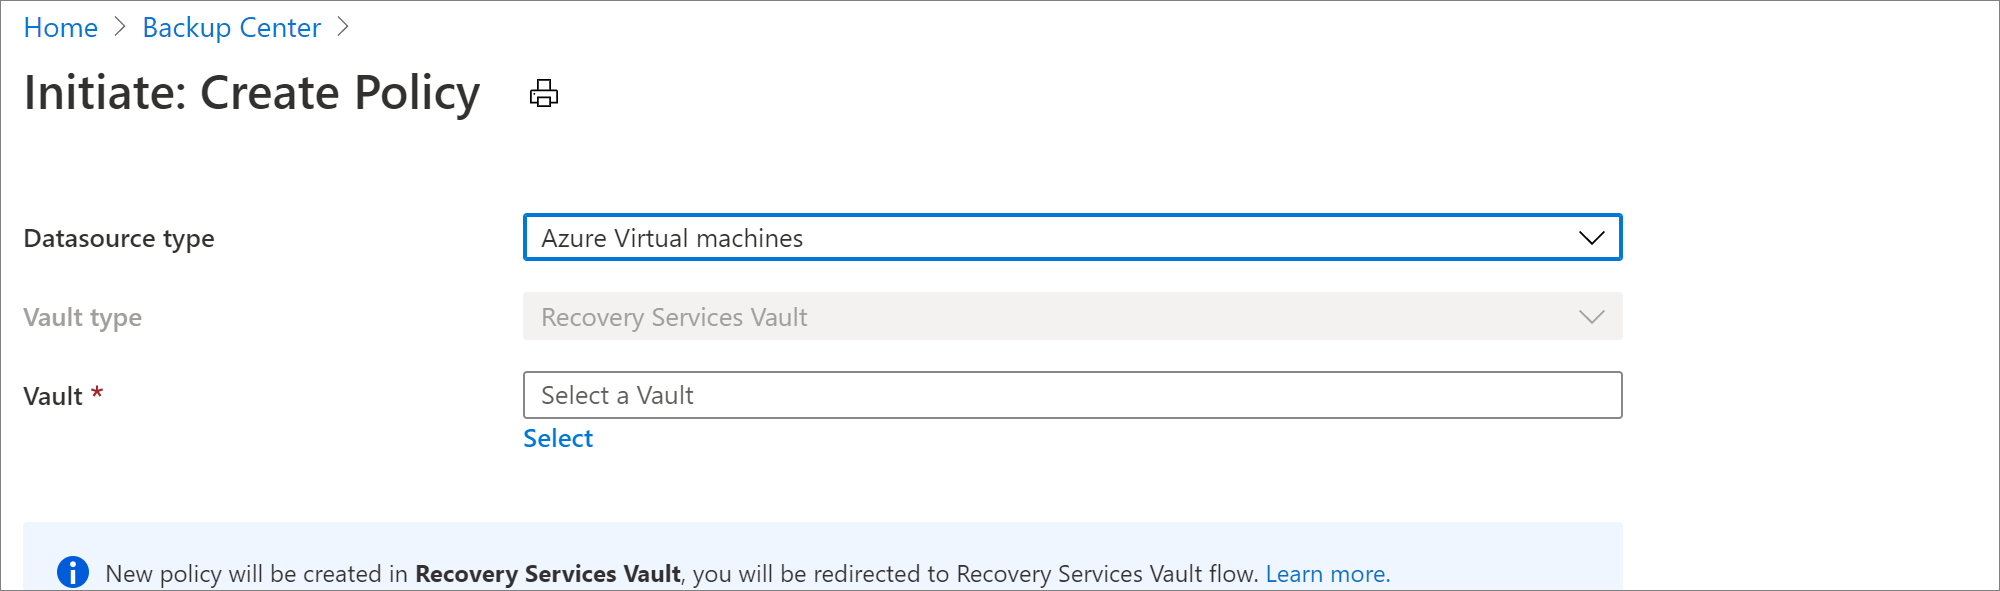 Home > Backup Center >
Initiate: Create Policy
Datasource type
Azure Virtual machines
Vault type
Recovery Services Vault
Vault *
Select a Vault
Select
New policy will be created in Recovery Services Vault, you will be redirected to Recovery Services Vault flow. Learn more.